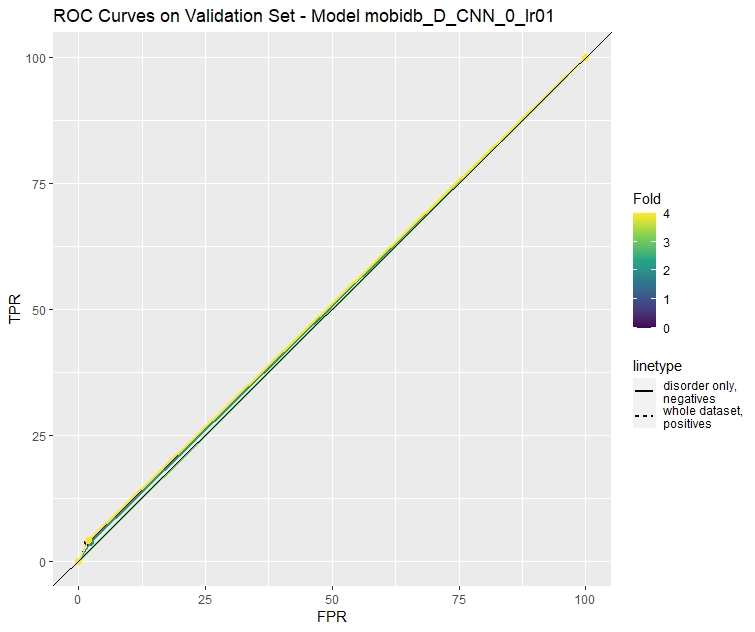 ROC Curves on Validation Set - Model mobidb_D_CNN_0_lr01
100
75
50
25
0
TPR
0 25 50 75 100
FPR
Fold
4
3
2
1
0
linetype
disorder only,
negatives
whole dataset,
positives